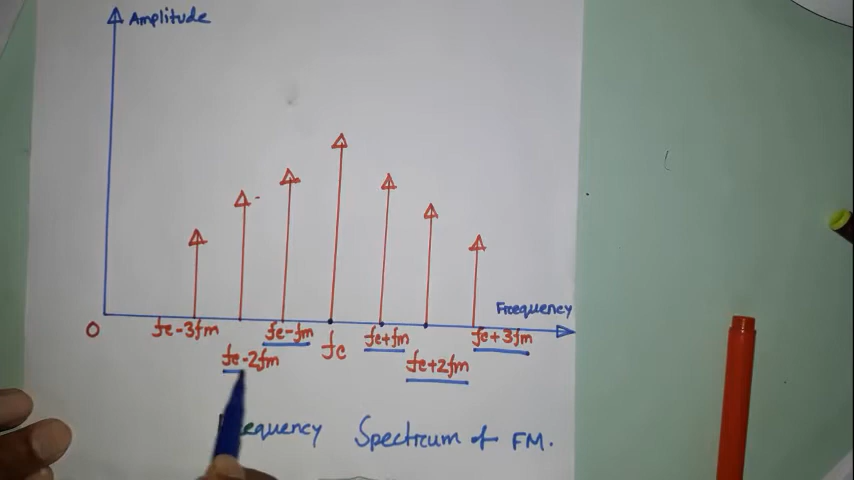 Amplitude
Frequency
0
fc-3fm
fc-fm
fc
fc+fm
fc+3fm
fc-2fm
fc+2fm
Spectrum of FM.